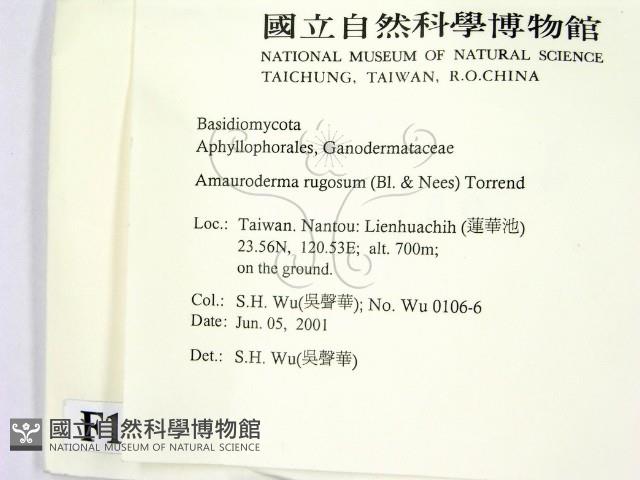 國立自然科學博物館
NATIONAL MUSEUM OF NATURAL SCIENCE
TAICHUNG, TAIWAN, R.O.CHINA
Basidiomycota
Aphyllophorales, Ganodermataceae
Amauroderma rugosum (Bl. & Nees) Torrend
Loc.: Taiwan. Nantou: Lienhuachih (蓮華池)
23.56N, 120.53E; alt. 700m;
on the ground.
Col.: S.H. Wu(吳聲華); No. Wu 0106-6
Date: Jun. 05, 2001
Det.: S.H. Wu(吳聲華)
F1
國立自然科學博物館
NATIONAL MUSEUM OF NATURAL SCIENCE